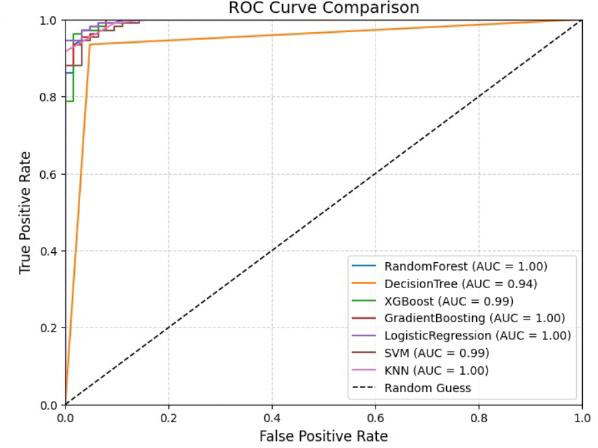 ROC Curve Comparison
1.0
0.8
0.6
0.4
0.2
0.0
True Positive Rate
RandomForest (AUC = 1.00)
DecisionTree (AUC = 0.94)
XGBoost (AUC = 0.99)
GradientBoosting (AUC = 1.00)
LogisticRegression (AUC = 1.00)
SVM (AUC = 0.99)
KNN (AUC = 1.00)
Random Guess
0.0 0.2 0.4 0.6 0.8 1.0
False Positive Rate